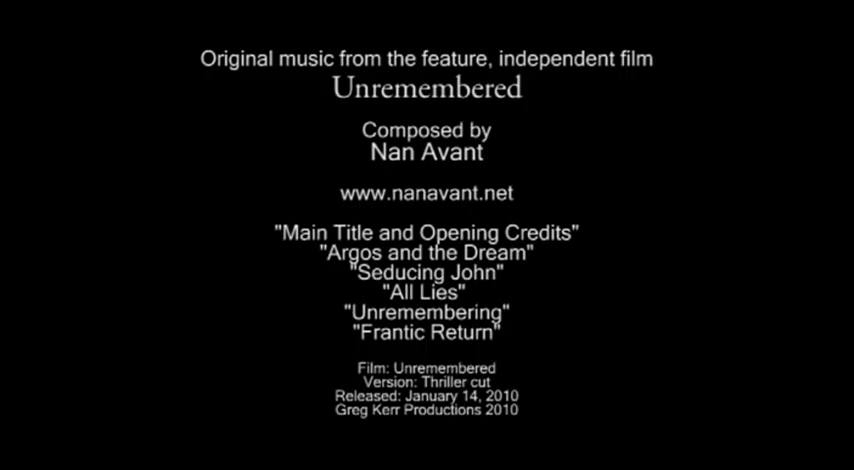 Original music from the feature, independent film
Unremembered
Composed by
Nan Avant
www.nanavant.net
"Main Title and Opening Credits"
"Argos and the Dream"
"Seducing John"
"All Lies"
"Unremembering"
"Frantic Return"
Film: Unremembered
Version: Thriller cut
Released: January 14, 2010
Greg Kerr Productions 2010